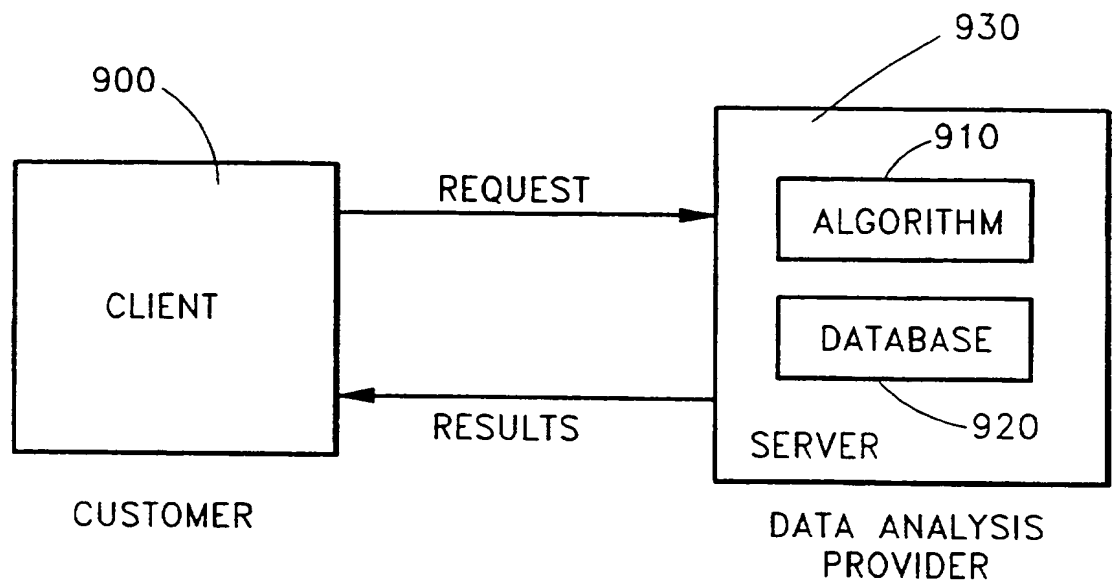 930
900
910
REQUEST
ALGORITHM
CLIENT
DATABASE
RESULTS
920
SERVER
CUSTOMER
DATA ANALYSIS
PROVIDER